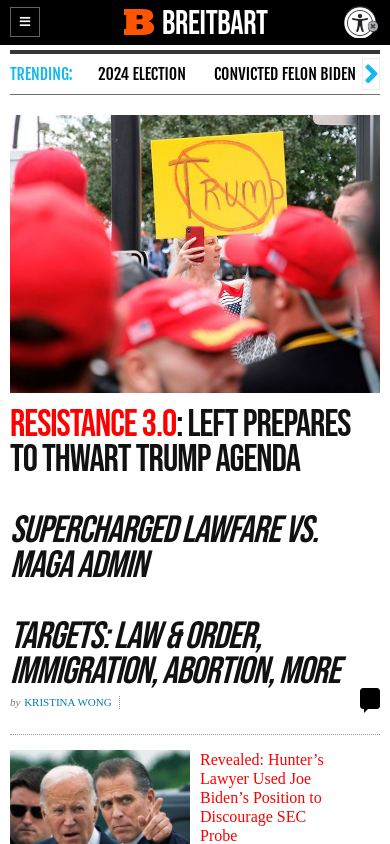 BREITBART
TRENDING:
2024 ELECTION
CONVICTED FELON BIDEN
Trump
RESISTANCE 3.0: LEFT PREPARES
TO THWART TRUMP AGENDA
SUPERCHARGED LAWFARE VS.
MAGA ADMIN
TARGETS: LAW & ORDER,
IMMIGRATION, ABORTION, MORE
by KRISTINA WONG
Revealed: Hunter’s
Lawyer Used Joe
Biden’s Position to
Discourage SEC
Probe